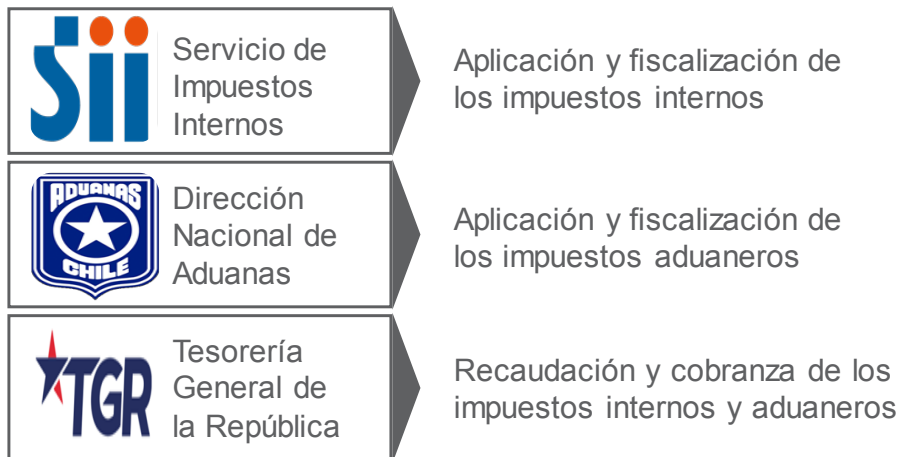 Sii
Servicio de
Impuestos
Internos
Aplicación y fiscalización de
los impuestos internos
ADUANAS
CHILE
Dirección
Nacional de
Aduanas
Aplicación y fiscalización de
los impuestos aduaneros
TGR
Tesorería
General de
la República
Recaudación y cobranza de los
impuestos internos y aduaneros